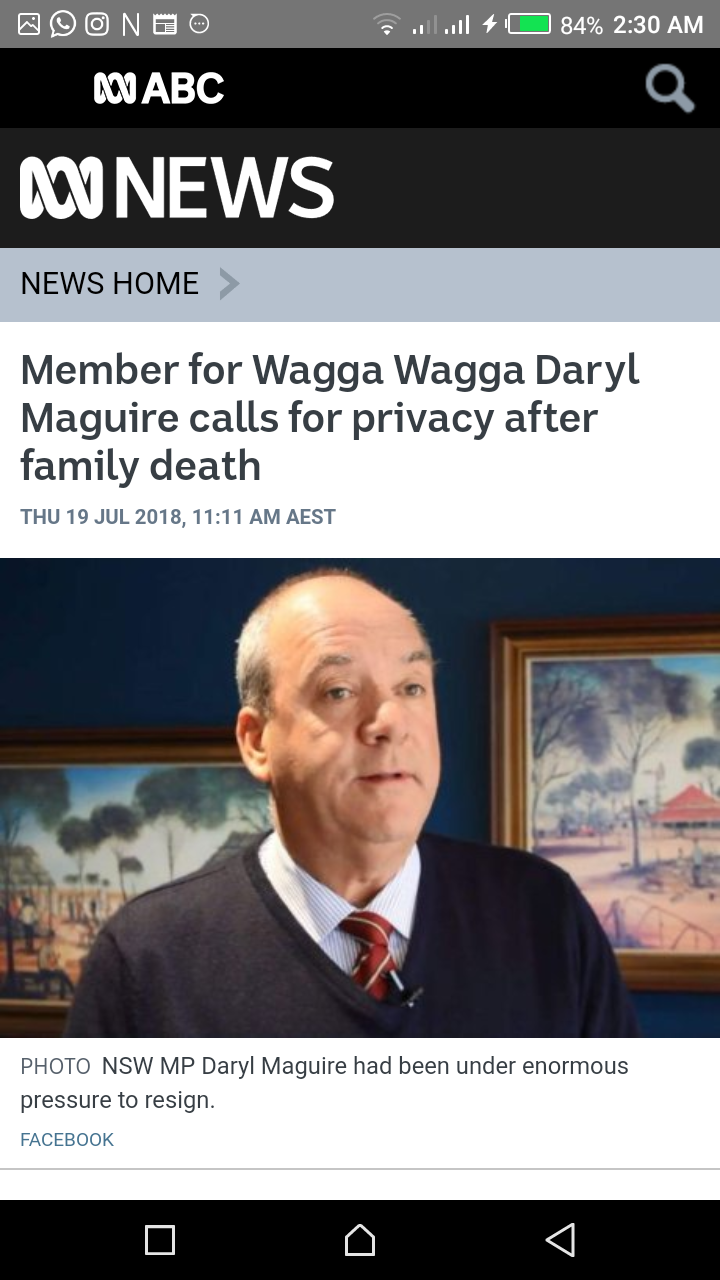 84% 2:30 AM
ABC
NEWS
NEWS HOME
Member for Wagga Wagga Daryl
Maguire calls for privacy after
family death
THU 19 JUL 2018, 11:11 AM AEST
PHOTO NSW MP Daryl Maguire had been under enormous
pressure to resign.
FACEBOOK